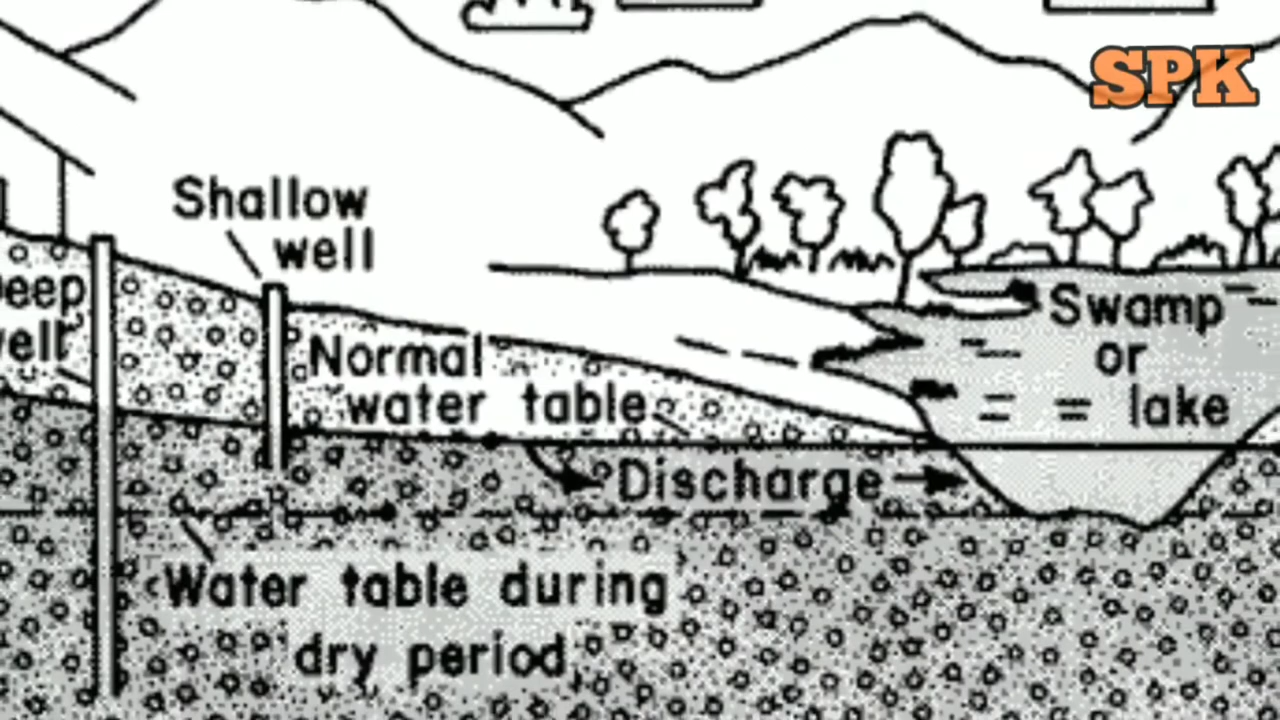 SPK
Shallow
well
eep
ell
Normal
water table
Swamp
or
lake
Discharge
Water table during
dry period